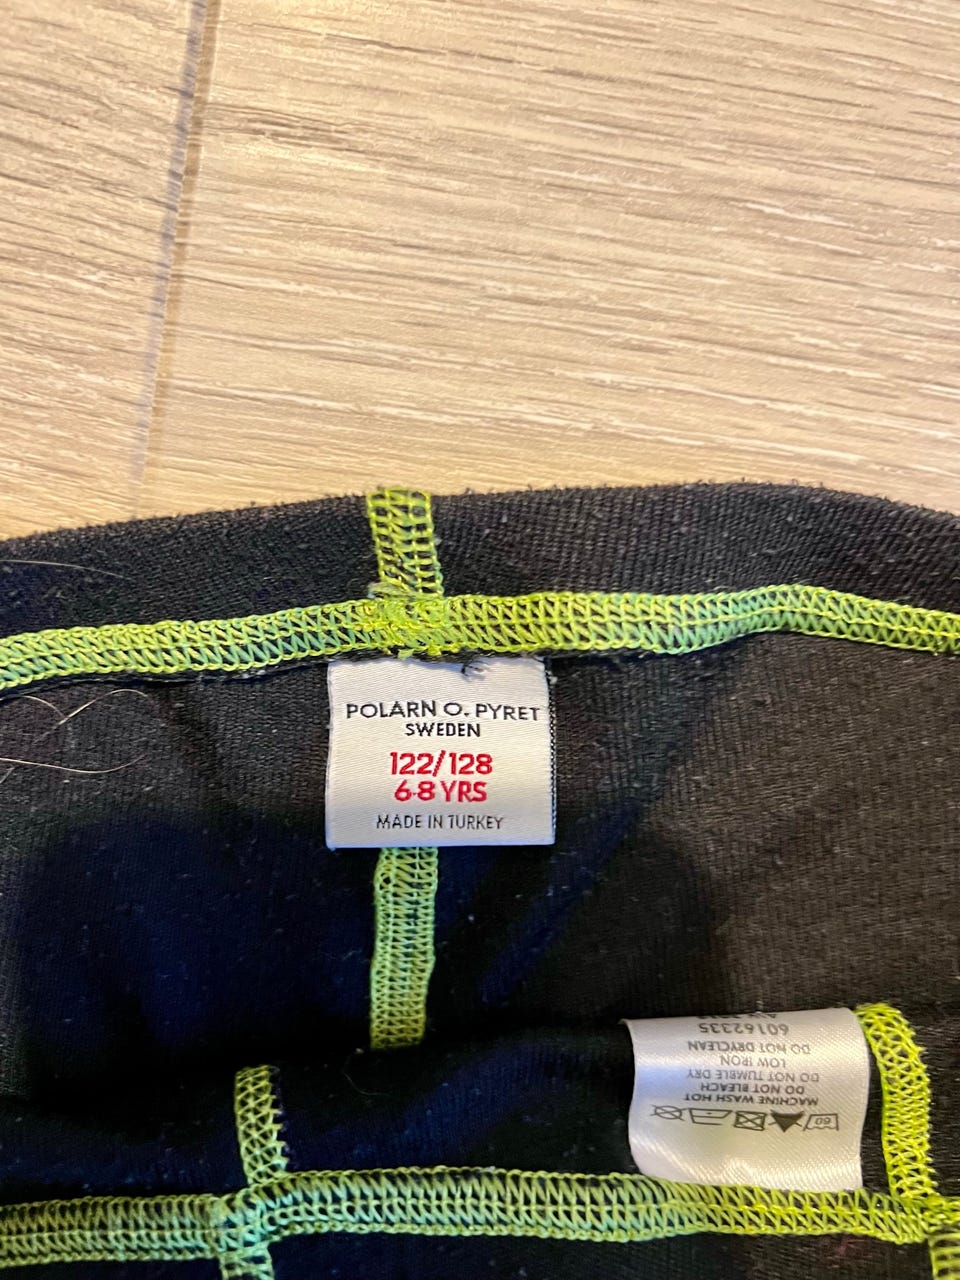 POLARN O. PYRET
SWEDEN
122/128
6-8 YRS
MADE IN TURKEY
60
MACHINE WASH HOT
DO NOT BLEACH
DO NOT TUMBLE DRY
LOW IRON
DO NOT DRYCLEAN
60162335